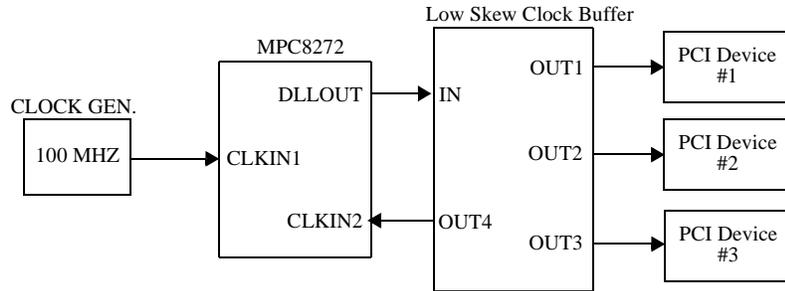 Low Skew Clock Buffer
MPC8272
CLOCK GEN.
100 MHZ
CLKIN1
DLLOUT
CLKIN2
IN
OUT4
OUT1
OUT2
OUT3
PCI Device
#1
PCI Device
#2
PCI Device
#3